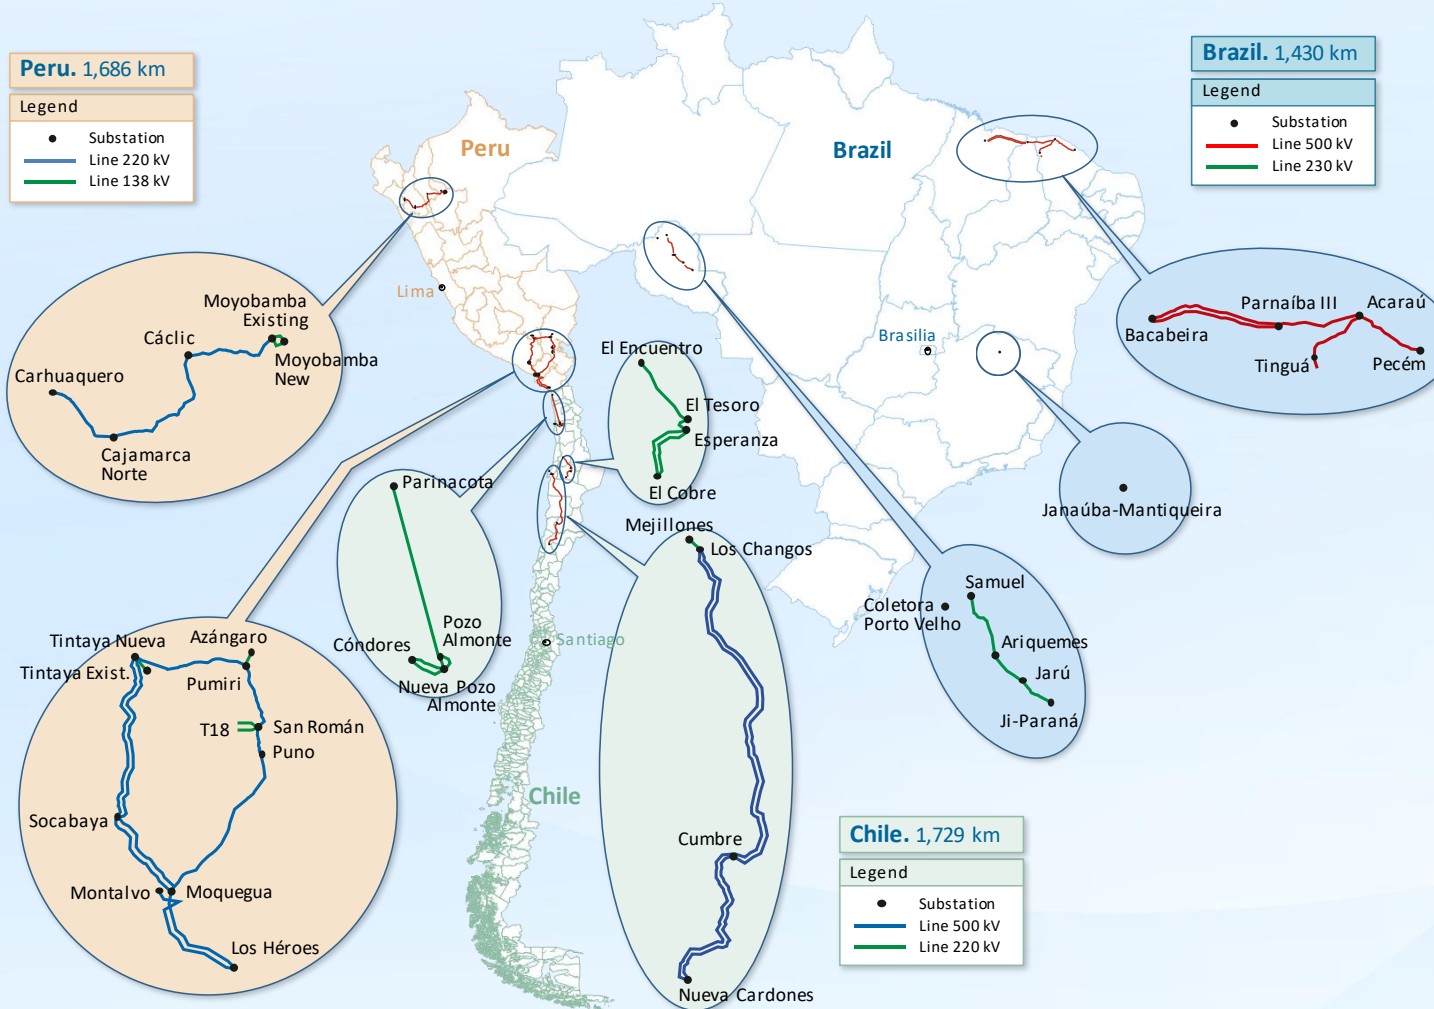 Peru. 1,686 km
Legend
Substation
Line 220 kV
Line 138 kV
Brazil. 1,430 km
Legend
Substation
Line 500 kV
Line 230 kV
Peru
Brazil
Lima
Brasilia
Moyobamba
Existing
Cáclic
Moyobamba
New
Carhuaquero
Cajamarca
Norte
El Encuentro
El Tesoro
Esperanza
El Cobre
Parnaíba III
Acaraú
Bacabeira
Tinguá
Pecém
Janaúba-Mantiqueira
Parinacota
Pozo
Almonte
Cóndores
Nueva Pozo
Almonte
Mejillones
Los Changos
Cumbre
Nueva Cardones
Samuel
Coletora
Porto Velho
Ariquemes
Jarú
Ji-Paraná
Santiago
Chile
Tintaya Nueva
Azángaro
Tintaya Exist.
Pumiri
T18
San Román
Puno
Socabaya
Montalvo
Moquegua
Los Héroes
Chile. 1,729 km
Legend
Substation
Line 500 kV
Line 220 kV